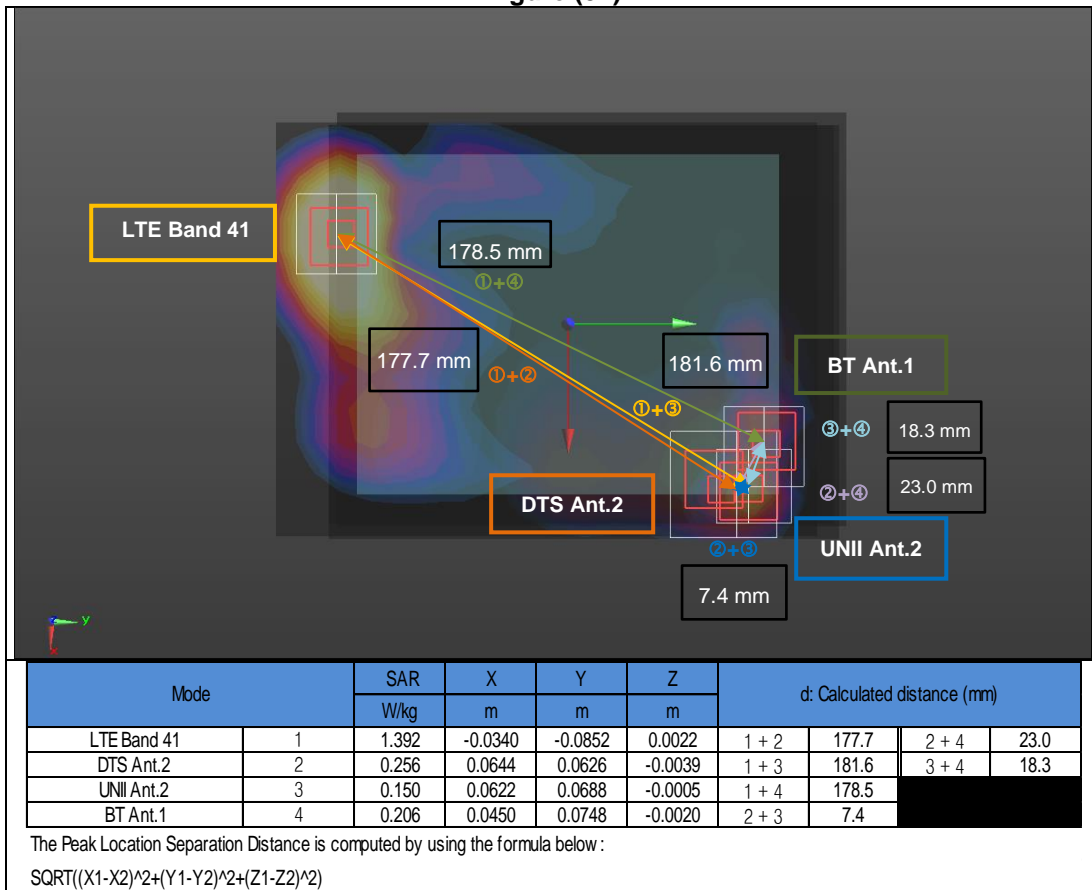 LTE Band 41
178.5 mm
①+④
177.7 mm
①+②
181.6 mm
BT Ant.1
①+③
③+④
18.3 mm
DTS Ant.2
②+④
23.0 mm
②+③
UNII Ant.2
7.4 mm
Y
X
Mode SAR X Y Z d: Calculated distance (mm)
W/kg m m m
LTE Band 41 1 1.392 -0.0340 -0.0852 0.0022 1 + 2 177.7 2 + 4 23.0
DTS Ant.2 2 0.256 0.0644 0.0626 -0.0039 1 + 3 181.6 3 + 4 18.3
UNII Ant.2 3 0.150 0.0622 0.0688 -0.0005 1 + 4 178.5
BT Ant.1 4 0.206 0.0450 0.0748 -0.0020 2 + 3 7.4
The Peak Location Separation Distance is computed by using the formula below :
SQRT((X1-X2)^2+(Y1-Y2)^2+(Z1-Z2)^2)